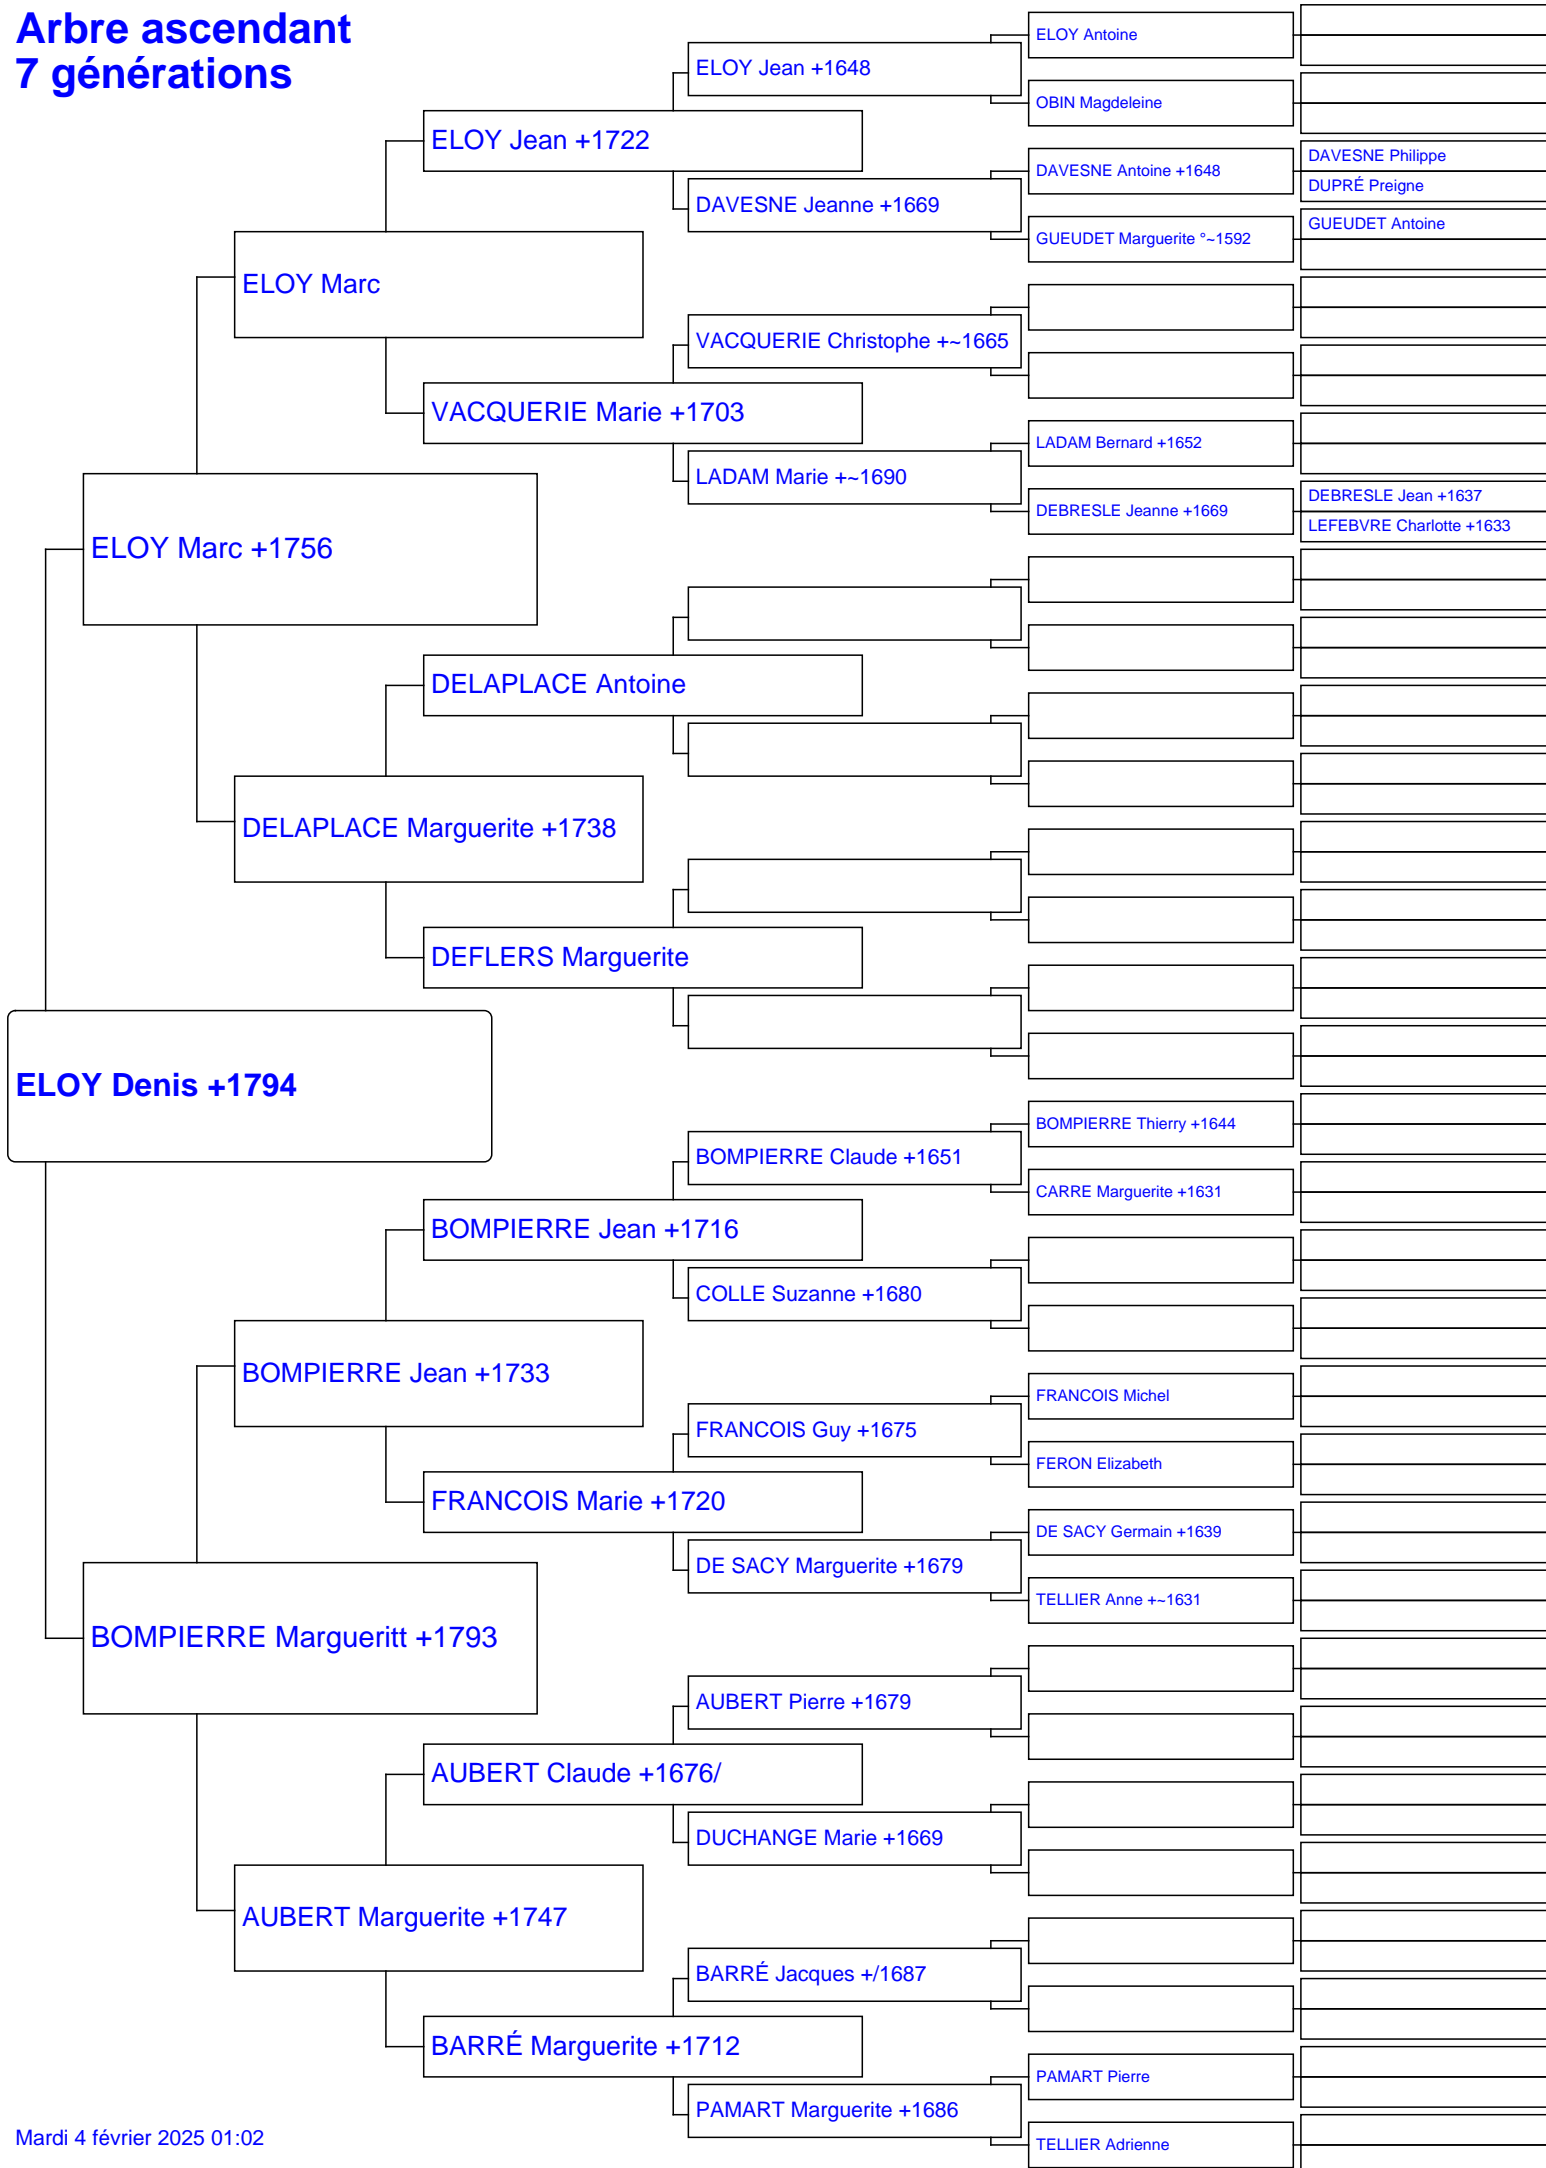 Arbre ascendant
7 générations
ELOY Denis +1794
ELOY Marc +1756
BOMPIERRE Margueritt +1793
ELOY Marc
DELAPLACE Marguerite +1738
BOMPIERRE Jean +1733
AUBERT Marguerite +1747
ELOY Jean +1722
VACQUERIE Marie +1703
DELAPLACE Antoine
DEFLERS Marguerite
BOMPIERRE Jean +1716
FRANCOIS Marie +1720
AUBERT Claude +1676/
BARRÉ Marguerite +1712
ELOY Jean +1648
DAVESNE Jeanne +1669
VACQUERIE Christophe +~1665
LADAM Marie +~1690
BOMPIERRE Claude +1651
COLLE Suzanne +1680
FRANCOIS Guy +1675
DE SACY Marguerite +1679
AUBERT Pierre +1679
DUCHANGE Marie +1669
BARRÉ Jacques +/1687
PAMART Marguerite +1686
ELOY Antoine
OBIN Magdeleine
DAVESNE Antoine +1648
GUEUDET Marguerite °~1592
LADAM Bernard +1652
DEBRESLE Jeanne +1669
BOMPIERRE Thierry +1644
CARRE Marguerite +1631
FRANCOIS Michel
FERON Elizabeth
DE SACY Germain +1639
TELLIER Anne +~1631
PAMART Pierre
TELLIER Adrienne
DAVESNE Philippe
DUPRÉ Preigne
GUEUDET Antoine
DEBRESLE Jean +1637
LEFEBVRE Charlotte +1633
Mardi 4 février 2025 01:02